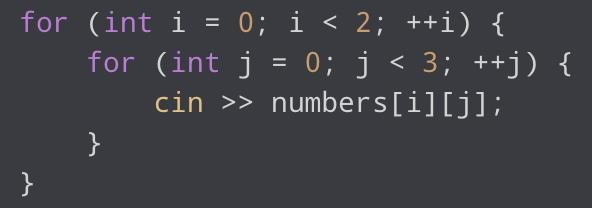 for (int i = 0; i < 2; ++i) {
    for (int j = 0; j < 3; ++j) {
        cin >> numbers[i][j];
    }
}